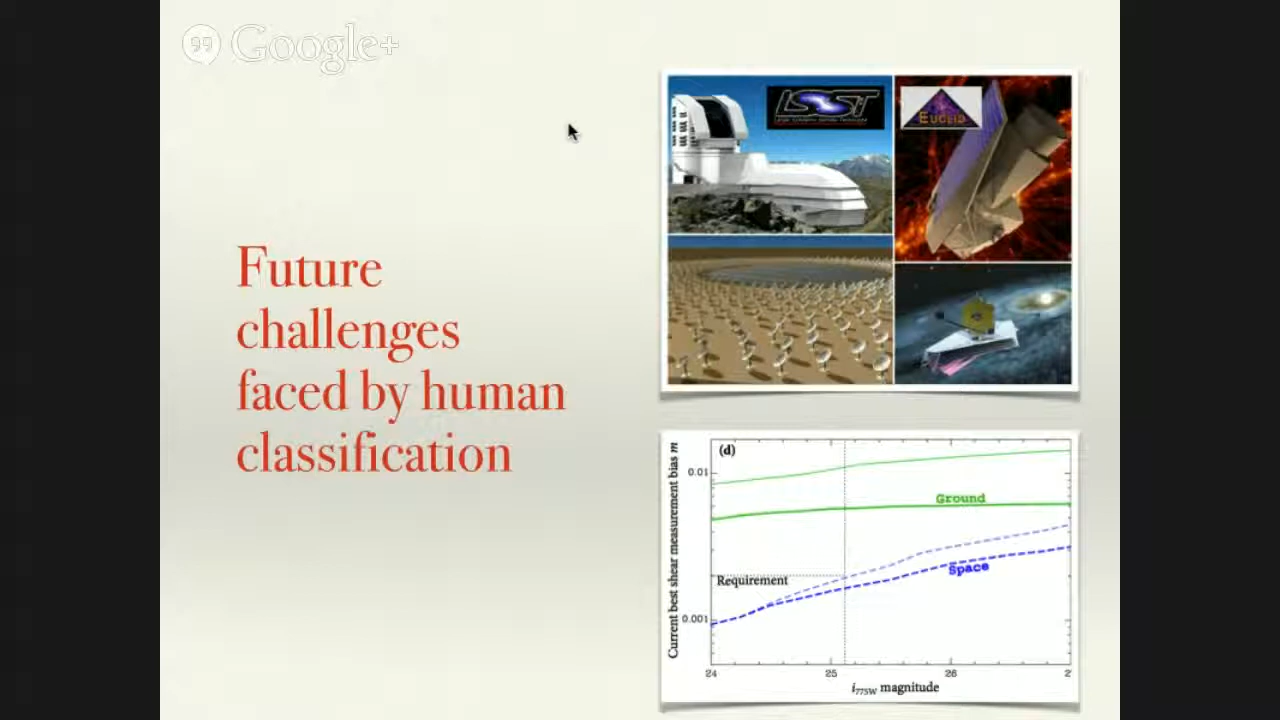 Google+
Future
challenges
faced by human
classification
LSST
EUCLID
(d)
Current best shear measurement bias m
0.01
0.001
Ground
Space
Requirement
24
25
26
2
i775W magnitude